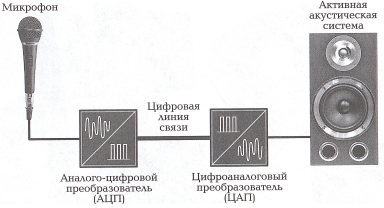 Микрофон
Активная
акустическая
система
Цифровая
линия
связи
Аналого-цифровой
преобразователь
(АЦП)
Цифроаналоговый
преобразователь
(ЦАП)